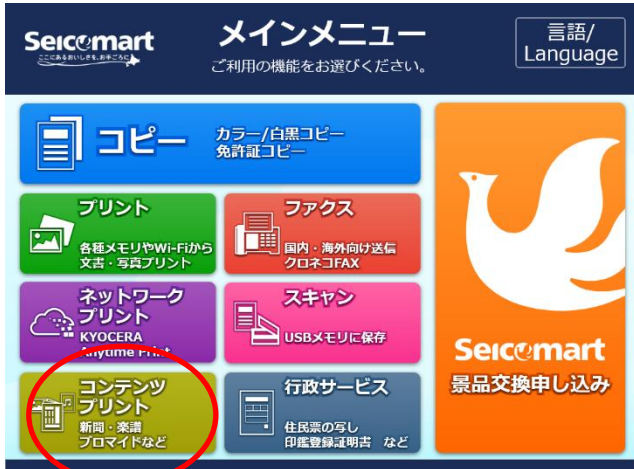 Seicomart
ここにあるおいしさを、お手ごろに。
メインメニュー
ご利用の機能をお選びください。
言語/
Language
コピー
カラー/白黒コピー
免許証コピー
プリント
各種メモリやWi-Fiから
文書・写真プリント
ファクス
国内・海外向け送信
クロネコFAX
ネットワーク
プリント
KYOCERA
Anytime Print
スキャン
USBメモリに保存
コンテンツ
プリント
新聞・楽譜
ブロマイドなど
行政サービス
住民票の写し
印鑑登録証明書 など
Seicomart
景品交換申し込み